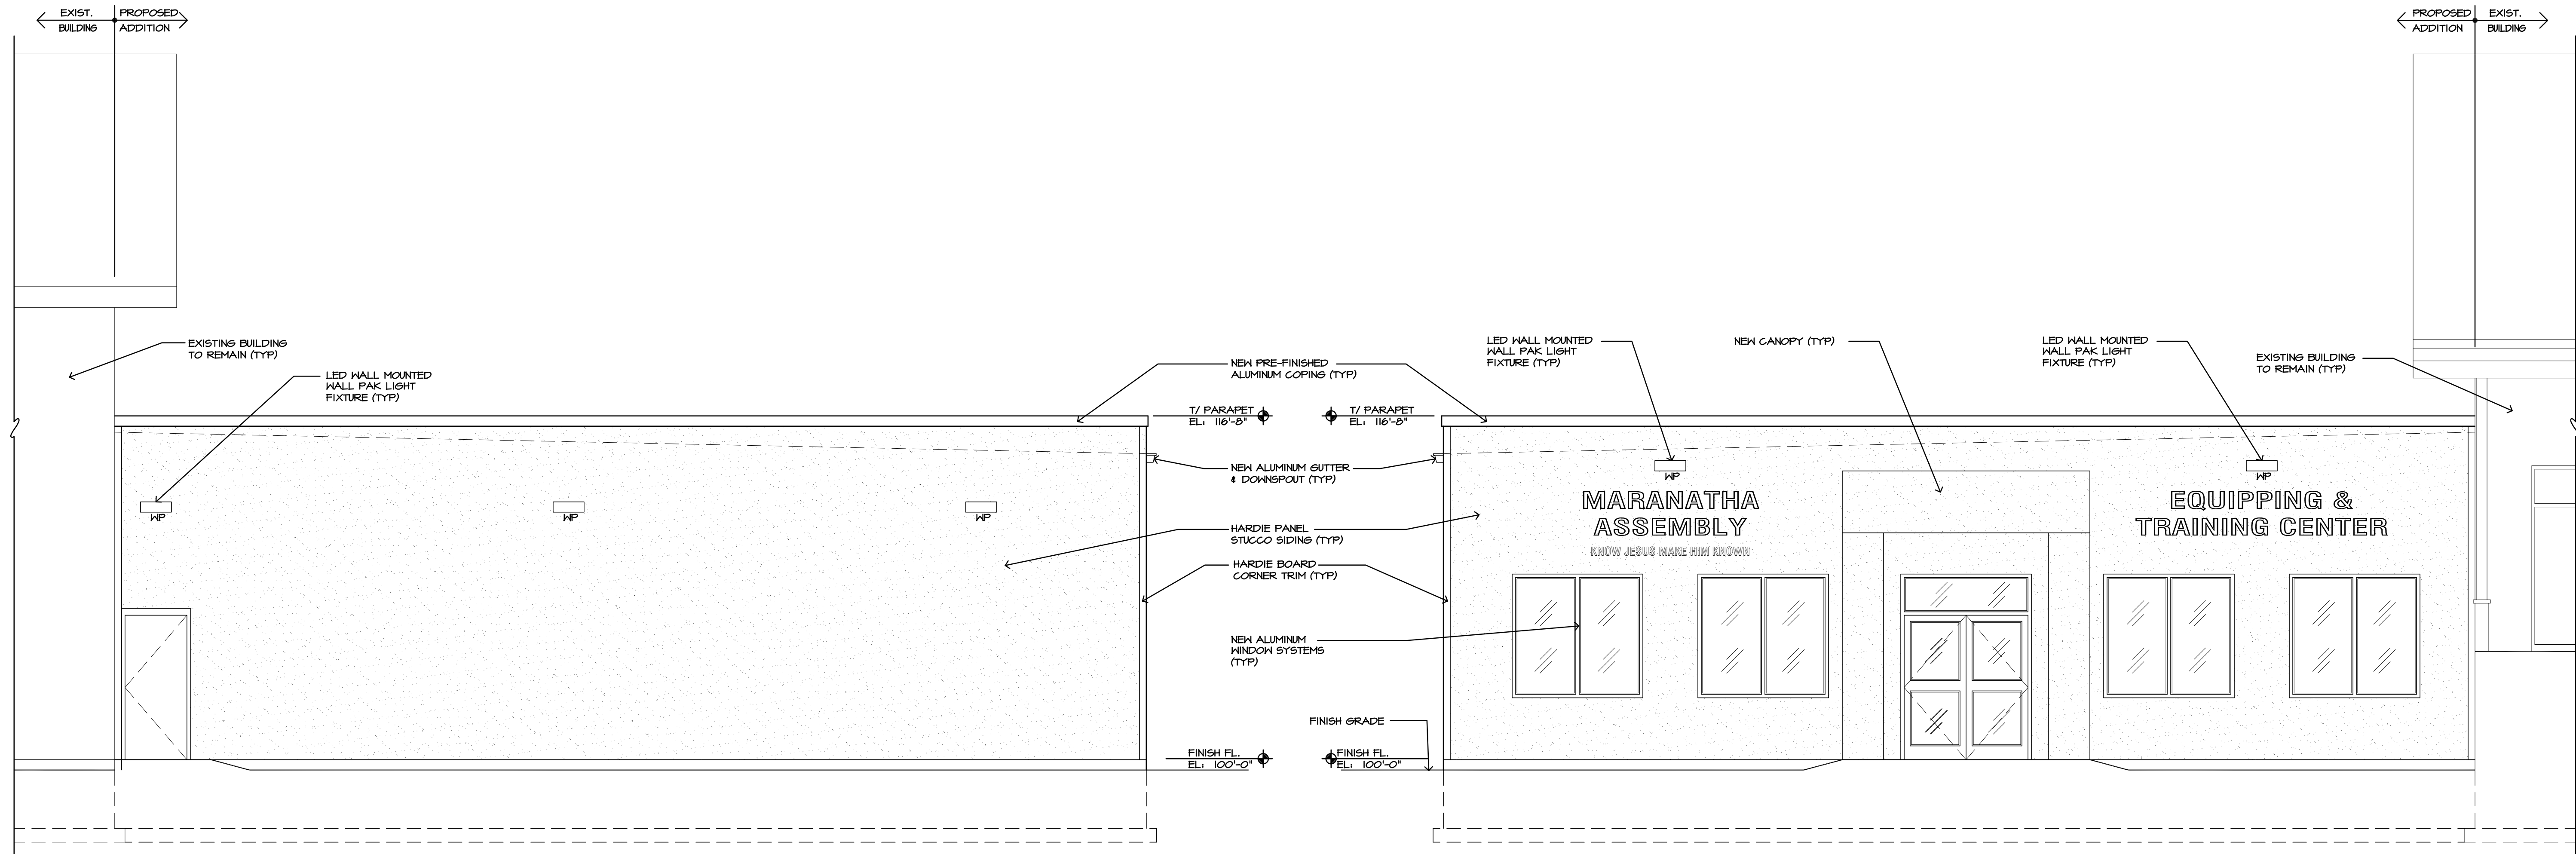 EXIST.
BUILDING
PROPOSED
ADDITION
PROPOSED
ADDITION
EXIST.
BUILDING
EXISTING BUILDING
TO REMAIN (TYP)
LED WALL MOUNTED
WALL PAK LIGHT
FIXTURE (TYP)
WP
WP
WP
NEW PRE-FINISHED
ALUMINUM COPING (TYP)
T/ PARAPET
EL: 116'-8"
T/ PARAPET
EL: 116'-8"
NEW ALUMINUM GUTTER
& DOWNSPOUT (TYP)
HARDIE PANEL
STUCCO SIDING (TYP)
HARDIE BOARD
CORNER TRIM (TYP)
NEW ALUMINUM
WINDOW SYSTEMS
(TYP)
FINISH GRADE
FINISH FL.
EL: 100'-0"
FINISH FL.
EL: 100'-0"
LED WALL MOUNTED
WALL PAK LIGHT
FIXTURE (TYP)
NEW CANOPY (TYP)
LED WALL MOUNTED
WALL PAK LIGHT
FIXTURE (TYP)
EXISTING BUILDING
TO REMAIN (TYP)
WP
WP
MARANATHA
ASSEMBLY
KNOW JESUS MAKE HIM KNOWN
EQUIPPING &
TRAINING CENTER